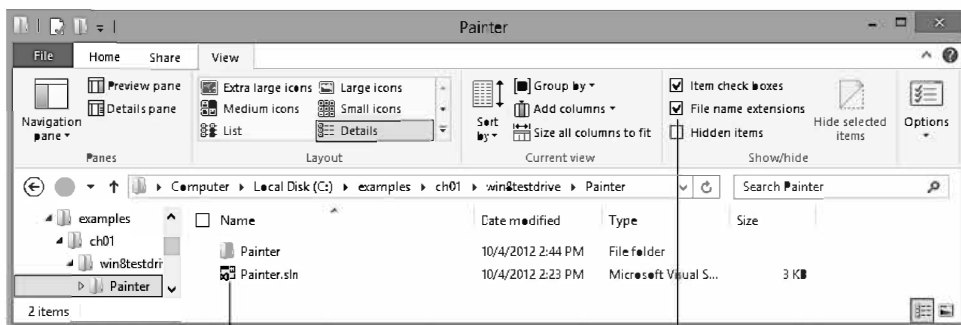 Painter
File Home Share View
Navigation pane
Preview pane
Details pane
Panes
Extra large icons Large icons
Medium icons Small icons
List Details
Layout
Sort by
Group by
Add columns
Size all columns to fit
Current view
Item check boxes
File name extensions
Hidden items
Hide selected items
Show/hide
Options
Computer Local Disk (C:) examples ch01 win8testdrive Painter
Search Painter
examples
ch01
win8testdri
Painter
Name Date modified Type Size
Painter 10/4/2012 2:44 PM File folder
Painter.sln 10/4/2012 2:23 PM Microsoft Visual S... 3 KB
2 items